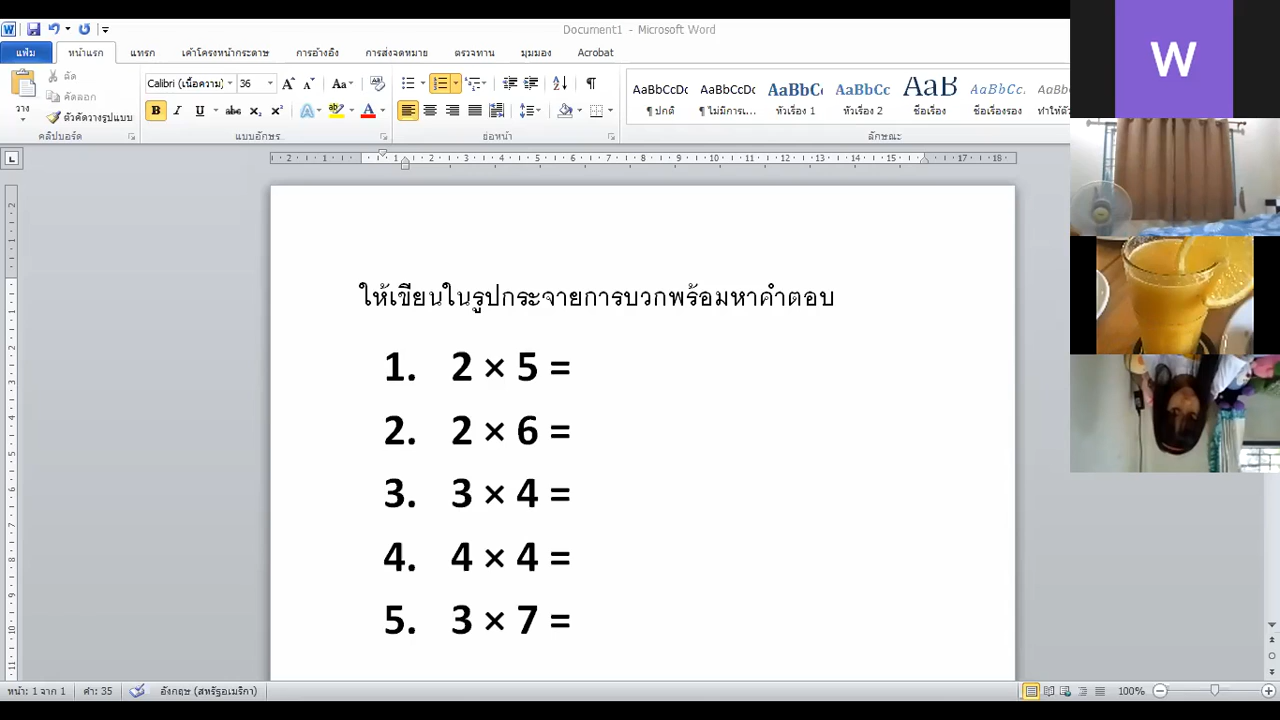 Document1 - Microsoft Word
แฟ้ม หน้าแรก แทรก เค้าโครงหน้ากระดาษ การอ้างอิง การส่งจดหมาย ตรวจทาน มุมมอง Acrobat
ตัด
คัดลอก
ตัวคัดวางรูปแบบ
วาง
คลิปบอร์ด
Calibri (เนื้อความ) 36
แบบอักษร
ย่อหน้า
AaBbCcDc AaBbCcDc AaBbCc AaBbCc AaB AaBbCc. AaBbCcDc
¶ ปกติ ¶ ไม่มีการเ... หัวเรื่อง 1 หัวเรื่อง 2 ชื่อเรื่อง ชื่อเรื่องรอง ทำให้ตัว
ลักษณะ
W
ให้เขียนในรูปกระจายการบวกพร้อมหาคำตอบ
1. 2 × 5 =
2. 2 × 6 =
3. 3 × 4 =
4. 4 × 4 =
5. 3 × 7 =
หน้า: 1 จาก 1 คำ: 35 อังกฤษ (สหรัฐอเมริกา) 100%